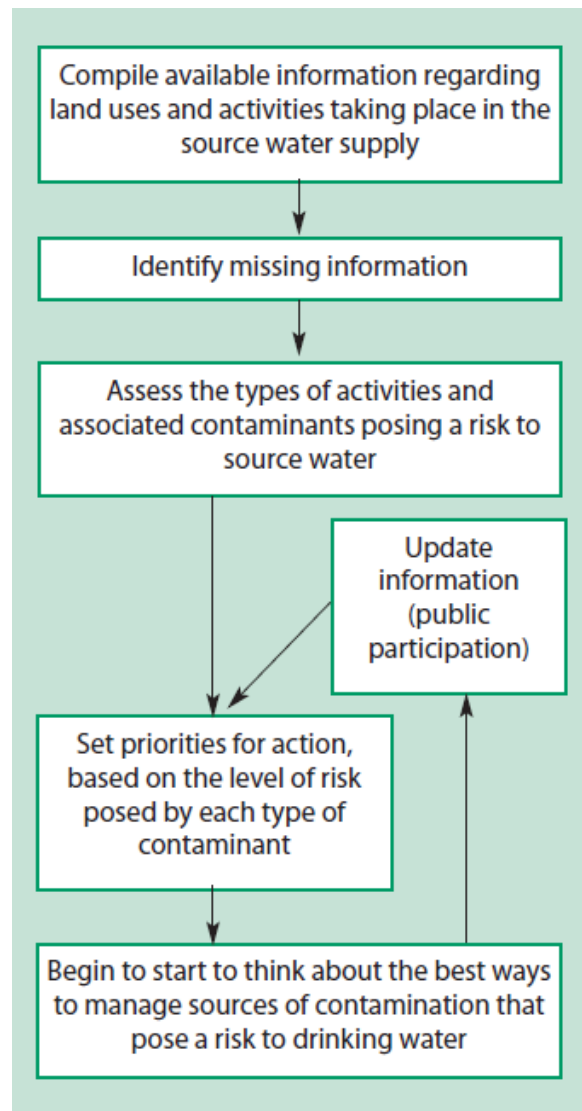 Compile available information regarding
land uses and activities taking place in the
source water supply
Identify missing information
Assess the types of activities and
associated contaminants posing a risk to
source water
Update
information
(public
participation)
Set priorities for action,
based on the level of risk
posed by each type of
contaminant
Begin to start to think about the best ways
to manage sources of contamination that
pose a risk to drinking water